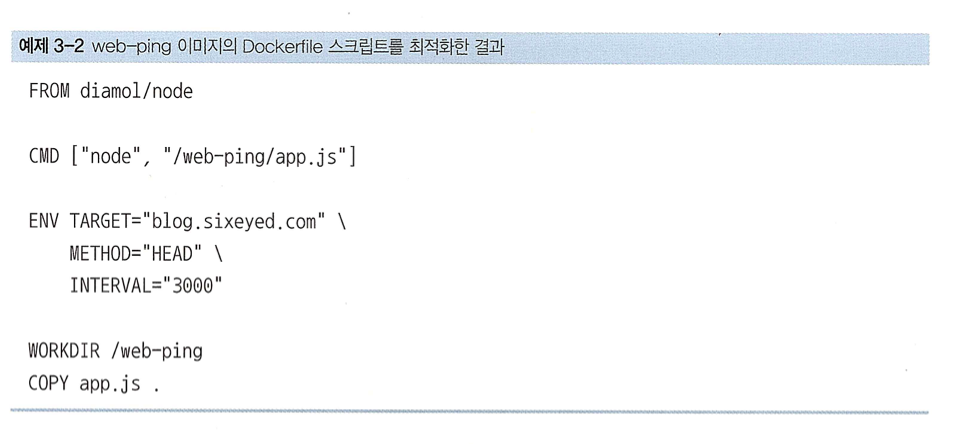 예제 3-2 web-ping 이미지의 Dockerfile 스크립트를 최적화한 결과
FROM diamol/node
CMD ["node", "/web-ping/app.js"]
ENV TARGET="blog.sixeyed.com" \
    METHOD="HEAD" \
    INTERVAL="3000"
WORKDIR /web-ping
COPY app.js .